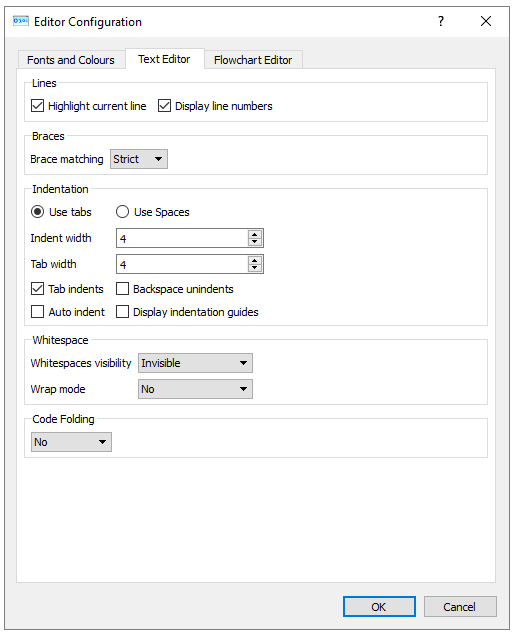 Editor Configuration ?
Fonts and Colours Text Editor Flowchart Editor
Lines
Highlight current line Display line numbers
Braces
Brace matching Strict
Indentation
Use tabs Use Spaces
Indent width 4
Tab width 4
Tab indents Backspace unindents
Auto indent Display indentation guides
Whitespace
Whitespaces visibility Invisible
Wrap mode No
Code Folding
No
OK Cancel